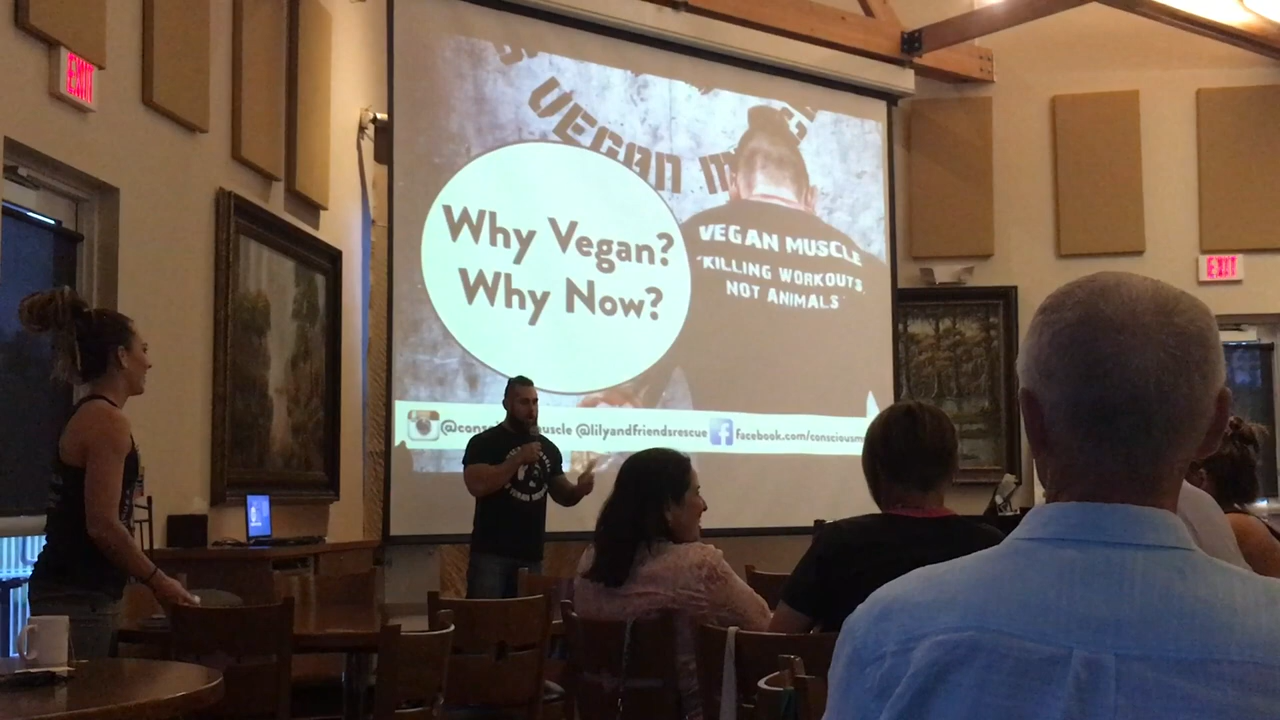 EXIT
VEGAN
Why Vegan?
Why Now?
VEGAN MUSCLE
"KILLING WORKOUTS,
NOT ANIMALS"
@lilyandfriendsrescue
facebook.com/consciousm
EXIT